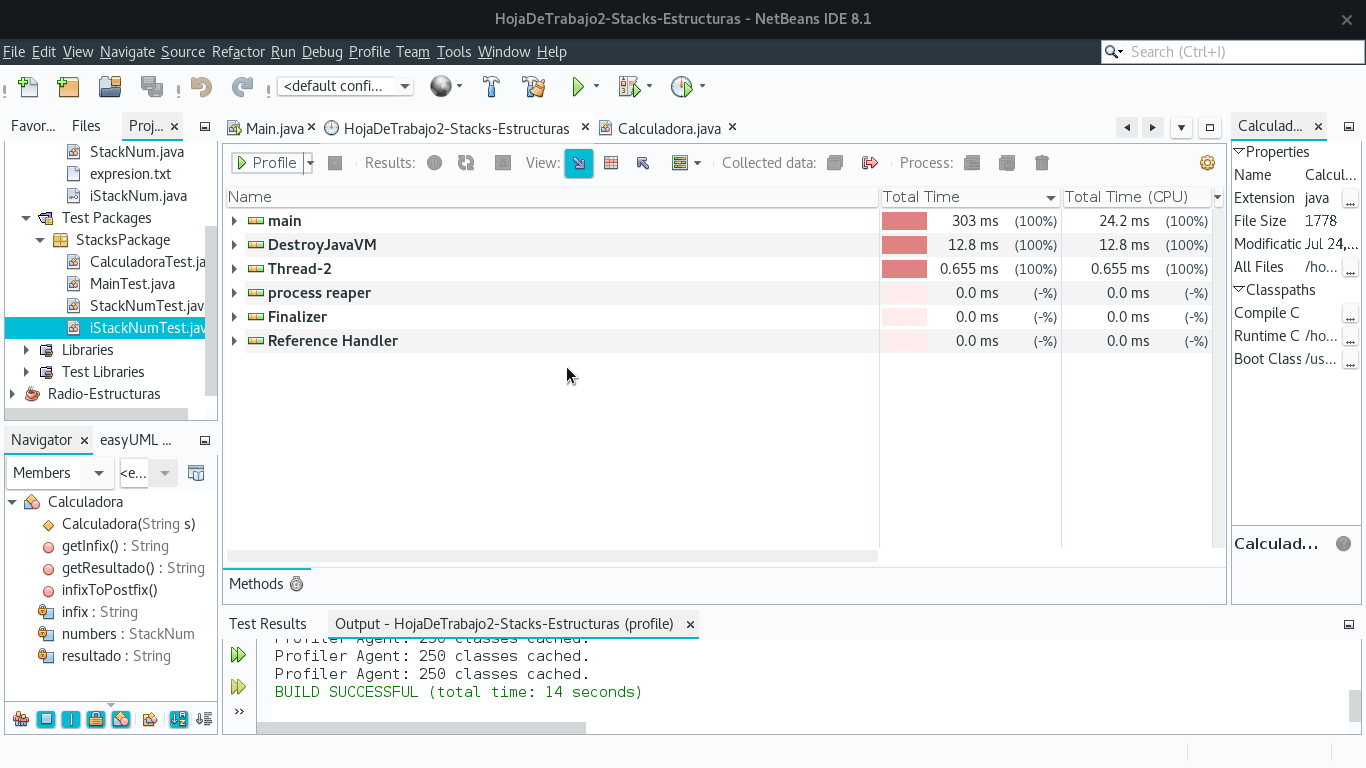 HojaDeTrabajo2-Stacks-Estructuras - NetBeans IDE 8.1
File Edit View Navigate Source Refactor Run Debug Profile Team Tools Window Help
Search (Ctrl+I)
<default confi...
Favor... Files Proj...
StackNum.java
expresion.txt
iStackNum.java
Test Packages
StacksPackage
CalculadoraTest.ja
MainTest.java
StackNumTest.jav
iStackNumTest.jav
Libraries
Test Libraries
Radio-Estructuras
Navigator easyUML ...
Members <e...
Calculadora
Calculadora(String s)
getInfix() : String
getResultado() : String
infixToPostfix()
infix : String
numbers : StackNum
resultado : String
Main.java HojaDeTrabajo2-Stacks-Estructuras Calculadora.java
Profile Results: View: Collected data: Process:
Name Total Time Total Time (CPU)
main 303 ms (100%) 24.2 ms (100%)
DestroyJavaVM 12.8 ms (100%) 12.8 ms (100%)
Thread-2 0.655 ms (100%) 0.655 ms (100%)
process reaper 0.0 ms (-%) 0.0 ms (-%)
Finalizer 0.0 ms (-%) 0.0 ms (-%)
Reference Handler 0.0 ms (-%) 0.0 ms (-%)
Methods
Test Results Output - HojaDeTrabajo2-Stacks-Estructuras (profile)
Profiler Agent: 250 classes cached.
Profiler Agent: 250 classes cached.
Profiler Agent: 250 classes cached.
BUILD SUCCESSFUL (total time: 14 seconds)
Calculad...
Properties
Name Calcul...
Extension java ...
File Size 1778
Modificatic Jul 24,...
All Files /ho... ...
Classpaths
Compile C ...
Runtime C /ho... ...
Boot Class /us... ...
Calculad...